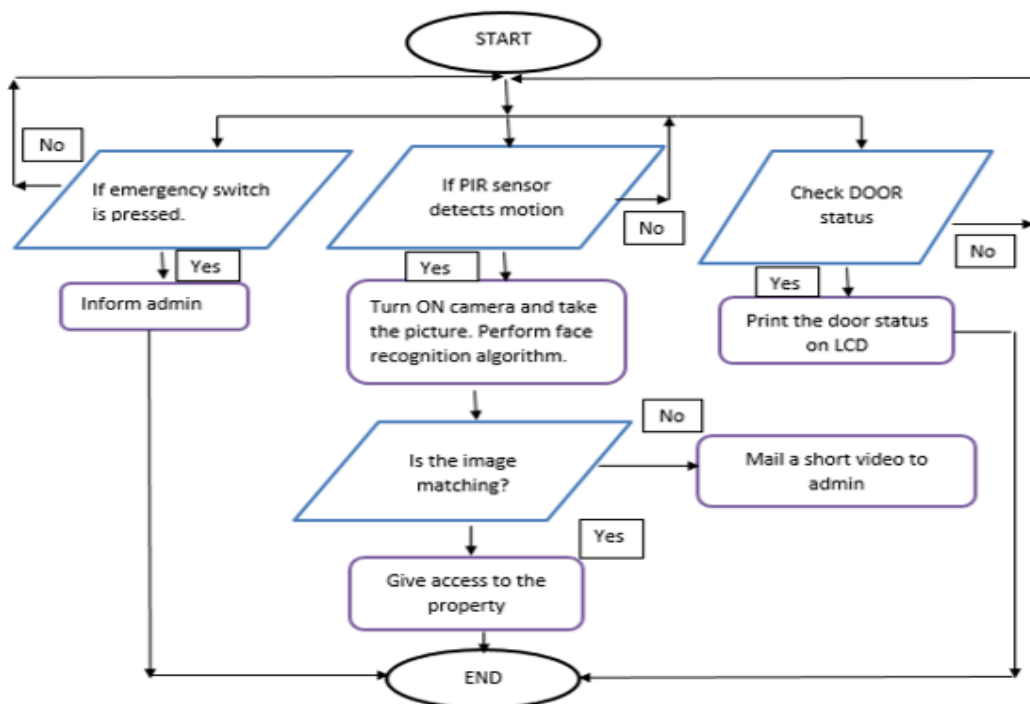 START
No
If emergency switch
is pressed.
If PIR sensor
detects motion
No
Check DOOR
status
No
Yes
Yes
Yes
Inform admin
Turn ON camera and take
the picture. Perform face
recognition algorithm.
Print the door status
on LCD
No
Is the image
matching?
Mail a short video to
admin
Yes
Give access to the
property
END